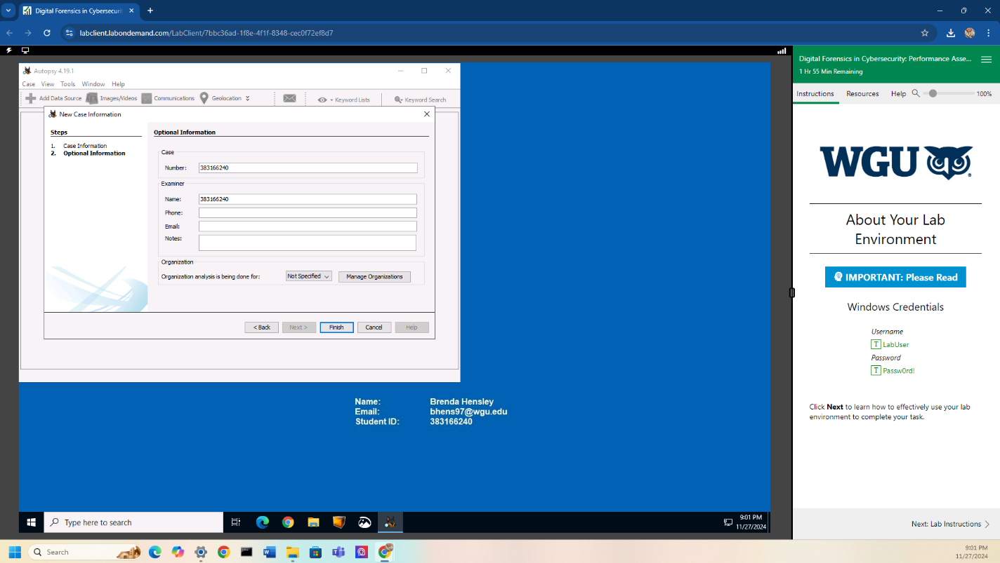 Digital Forensics in Cybersecuri
labclient.labondemand.com/LabClient/7bbc36ad-1f8e-4f1f-8348-cec0f72ef8d7
Autopsy 4.19.1
Case View Tools Window Help
Add Data Source Images/Videos Communications Geolocation Keyword Lists Keyword Search
New Case Information
Steps
1. Case Information
2. Optional Information
Optional Information
Case
Number: 383166240
Examiner
Name: 383166240
Phone:
Email:
Notes:
Organization
Organization analysis is being done for: Not Specified Manage Organizations
< Back Next > Finish Cancel Help
Name: Brenda Hensley
Email: bhens97@wgu.edu
Student ID: 383166240
Type here to search
9:01 PM
11/27/2024
Digital Forensics in Cybersecurity: Performance Asse...
1 Hr 55 Min Remaining
Instructions Resources Help 100%
WGU
About Your Lab
Environment
IMPORTANT: Please Read
Windows Credentials
Username
T LabUser
Password
T Passw0rd!
Click Next to learn how to effectively use your lab
environment to complete your task.
Next: Lab Instructions
Search
9:01 PM
11/27/2024